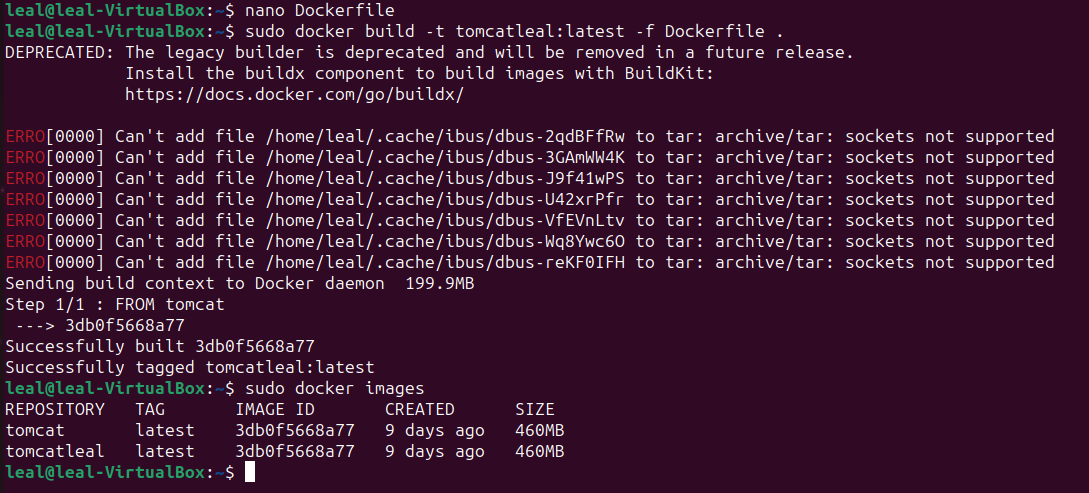 leal@leal-VirtualBox:~$ nano Dockerfile
leal@leal-VirtualBox:~$ sudo docker build -t tomcatleal:latest -f Dockerfile .
DEPRECATED: The legacy builder is deprecated and will be removed in a future release.
            Install the buildx component to build images with BuildKit:
            https://docs.docker.com/go/buildx/

ERRO[0000] Can't add file /home/leal/.cache/ibus/dbus-2qdBFfRw to tar: archive/tar: sockets not supported
ERRO[0000] Can't add file /home/leal/.cache/ibus/dbus-3GAmWW4K to tar: archive/tar: sockets not supported
ERRO[0000] Can't add file /home/leal/.cache/ibus/dbus-J9f41wPS to tar: archive/tar: sockets not supported
ERRO[0000] Can't add file /home/leal/.cache/ibus/dbus-U42xrPfr to tar: archive/tar: sockets not supported
ERRO[0000] Can't add file /home/leal/.cache/ibus/dbus-VfEVnLtv to tar: archive/tar: sockets not supported
ERRO[0000] Can't add file /home/leal/.cache/ibus/dbus-Wq8Ywc6O to tar: archive/tar: sockets not supported
ERRO[0000] Can't add file /home/leal/.cache/ibus/dbus-reKF0IFH to tar: archive/tar: sockets not supported
Sending build context to Docker daemon  199.9MB
Step 1/1 : FROM tomcat
 ---> 3db0f5668a77
Successfully built 3db0f5668a77
Successfully tagged tomcatleal:latest
leal@leal-VirtualBox:~$ sudo docker images
REPOSITORY   TAG       IMAGE ID       CREATED      SIZE
tomcat       latest    3db0f5668a77   9 days ago   460MB
tomcatleal   latest    3db0f5668a77   9 days ago   460MB
leal@leal-VirtualBox:~$